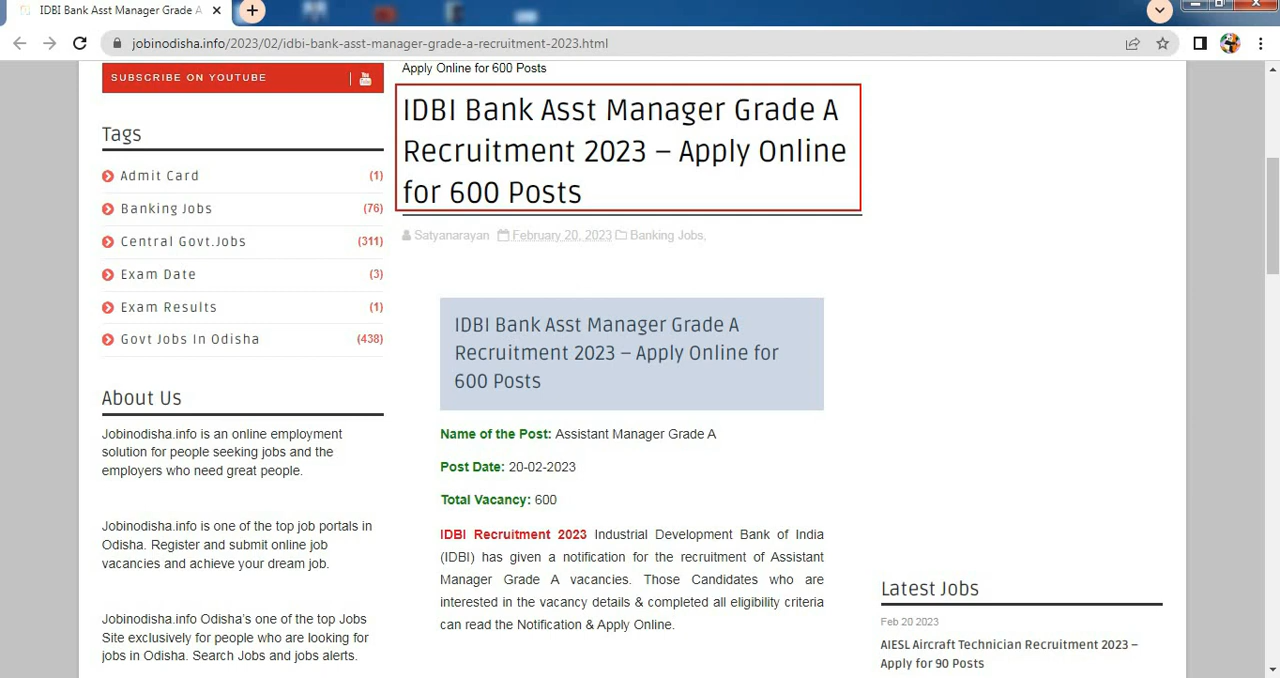 IDBI Bank Asst Manager Grade A
jobinodisha.info/2023/02/idbi-bank-asst-manager-grade-a-recruitment-2023.html
SUBSCRIBE ON YOUTUBE
Tags
Admit Card (1)
Banking Jobs (76)
Central Govt.Jobs (311)
Exam Date (3)
Exam Results (1)
Govt Jobs In Odisha (438)
About Us
Jobinodisha.info is an online employment
solution for people seeking jobs and the
employers who need great people.
Jobinodisha.info is one of the top job portals in
Odisha. Register and submit online job
vacancies and achieve your dream job.
Jobinodisha.info Odisha's one of the top Jobs
Site exclusively for people who are looking for
jobs in Odisha. Search Jobs and jobs alerts.
Apply Online for 600 Posts
IDBI Bank Asst Manager Grade A
Recruitment 2023 – Apply Online
for 600 Posts
Satyanarayan February 20, 2023 Banking Jobs,
IDBI Bank Asst Manager Grade A
Recruitment 2023 – Apply Online for
600 Posts
Name of the Post: Assistant Manager Grade A
Post Date: 20-02-2023
Total Vacancy: 600
IDBI Recruitment 2023 Industrial Development Bank of India
(IDBI) has given a notification for the recruitment of Assistant
Manager Grade A vacancies. Those Candidates who are
interested in the vacancy details & completed all eligibility criteria
can read the Notification & Apply Online.
Latest Jobs
Feb 20 2023
AIESL Aircraft Technician Recruitment 2023 –
Apply for 90 Posts